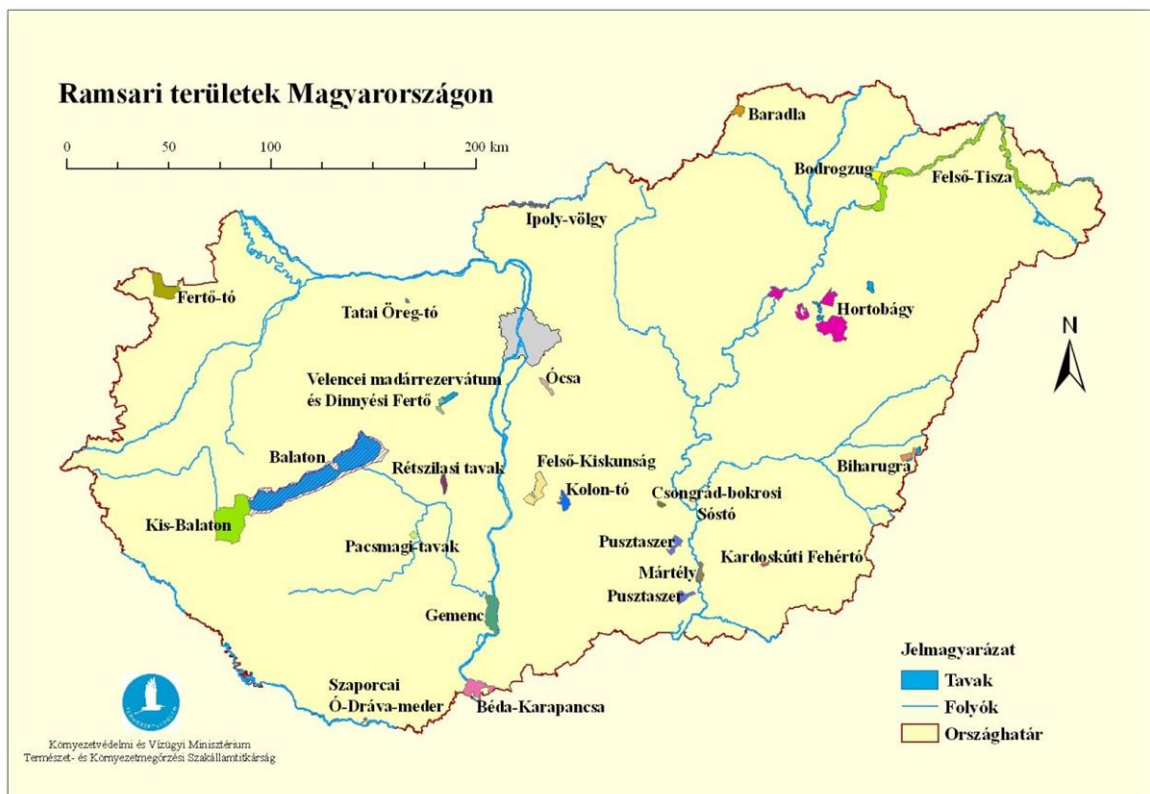 Ramsari területek Magyarországon
0 50 100 200 km
Baradla
Bodrogzug
Felső-Tisza
Ipoly-völgy
Fertő-tó
Tatai Öreg-tó
Hortobágy
N
Velencei madárrezervátum
és Dinnyési Fertő
Ócsa
Balaton
Rétszilasi tavak
Felső-Kiskunság
Kolon-tó
Csongrád-bokrosi
Sóstó
Biharugra
Kis-Balaton
Pacsmagi-tavak
Pusztaszer
Mártély
Kardoskúti Fehértó
Pusztaszer
Gemenc
Szaporcai
Ó-Dráva-meder
Béda-Karapancsa
Jelmagyarázat
Tavak
Folyók
Országhatár
Környezetvédelmi és Vízügyi Minisztérium
Természet- és Környezetmegőrzési Szakállamtitkárság